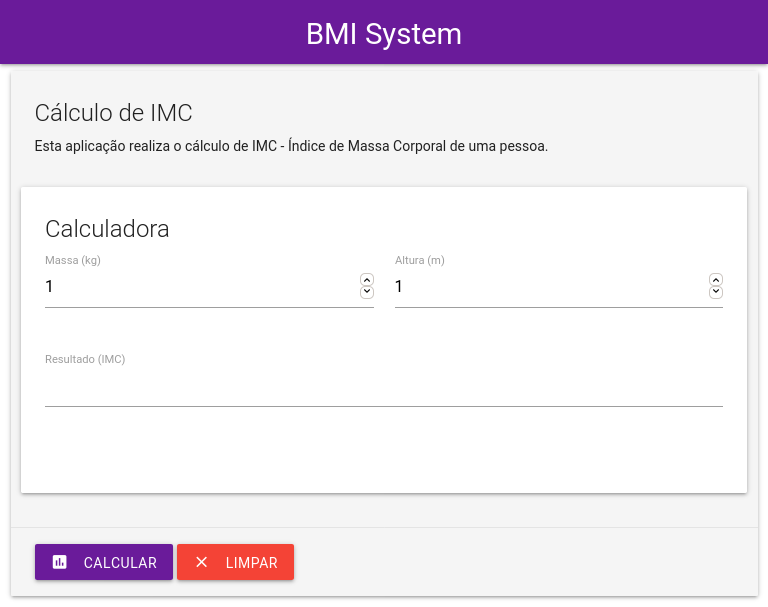 BMI System
Cálculo de IMC
Esta aplicação realiza o cálculo de IMC - Índice de Massa Corporal de uma pessoa.
Calculadora
Massa (kg) Altura (m)
1 1
Resultado (IMC)
CALCULAR LIMPAR